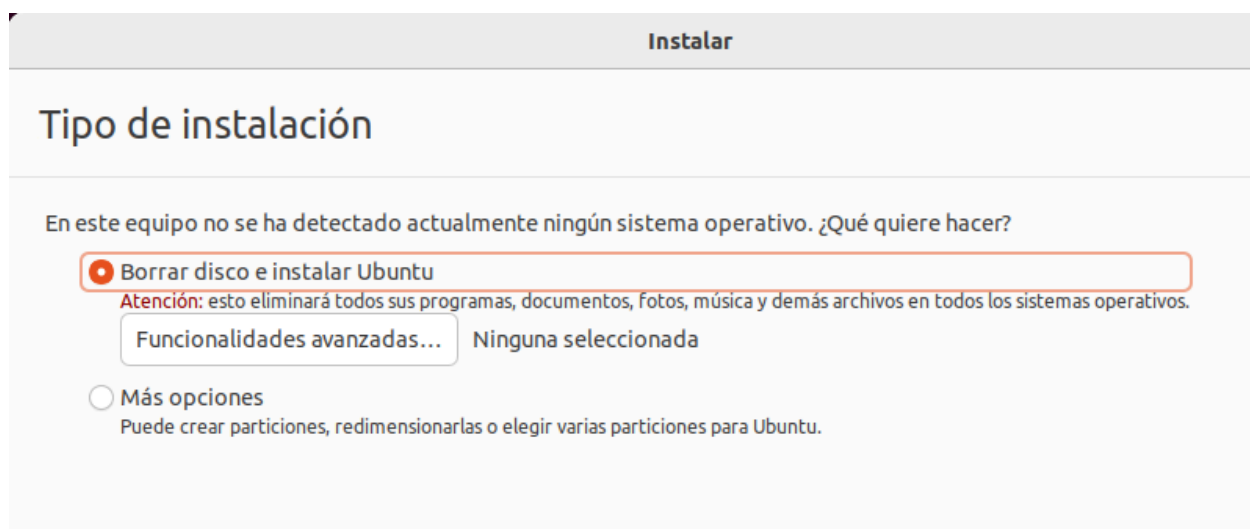 Instalar
Tipo de instalación
En este equipo no se ha detectado actualmente ningún sistema operativo. ¿Qué quiere hacer?
Borrar disco e instalar Ubuntu
Atención: esto eliminará todos sus programas, documentos, fotos, música y demás archivos en todos los sistemas operativos.
Funcionalidades avanzadas... Ninguna seleccionada
Más opciones
Puede crear particiones, redimensionarlas o elegir varias particiones para Ubuntu.